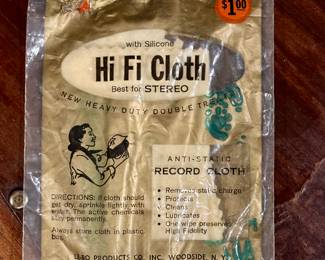 $1.00
with Silicone
Hi Fi Cloth
Best for STEREO
NEW HEAVY DUTY DOUBLE
ANTI-STATIC
RECORD CLOTH
• Removes static charge
• Protects
• Cleans
• Lubricates
• One wipe preserves
High Fidelity
DIRECTIONS: If cloth should
get dry, sprinkle lightly with
water. The active chemicals
stay permanently.
Always store cloth in plastic
bag.
PRODUCTS CO. INC. WOODSIDE, N.Y.